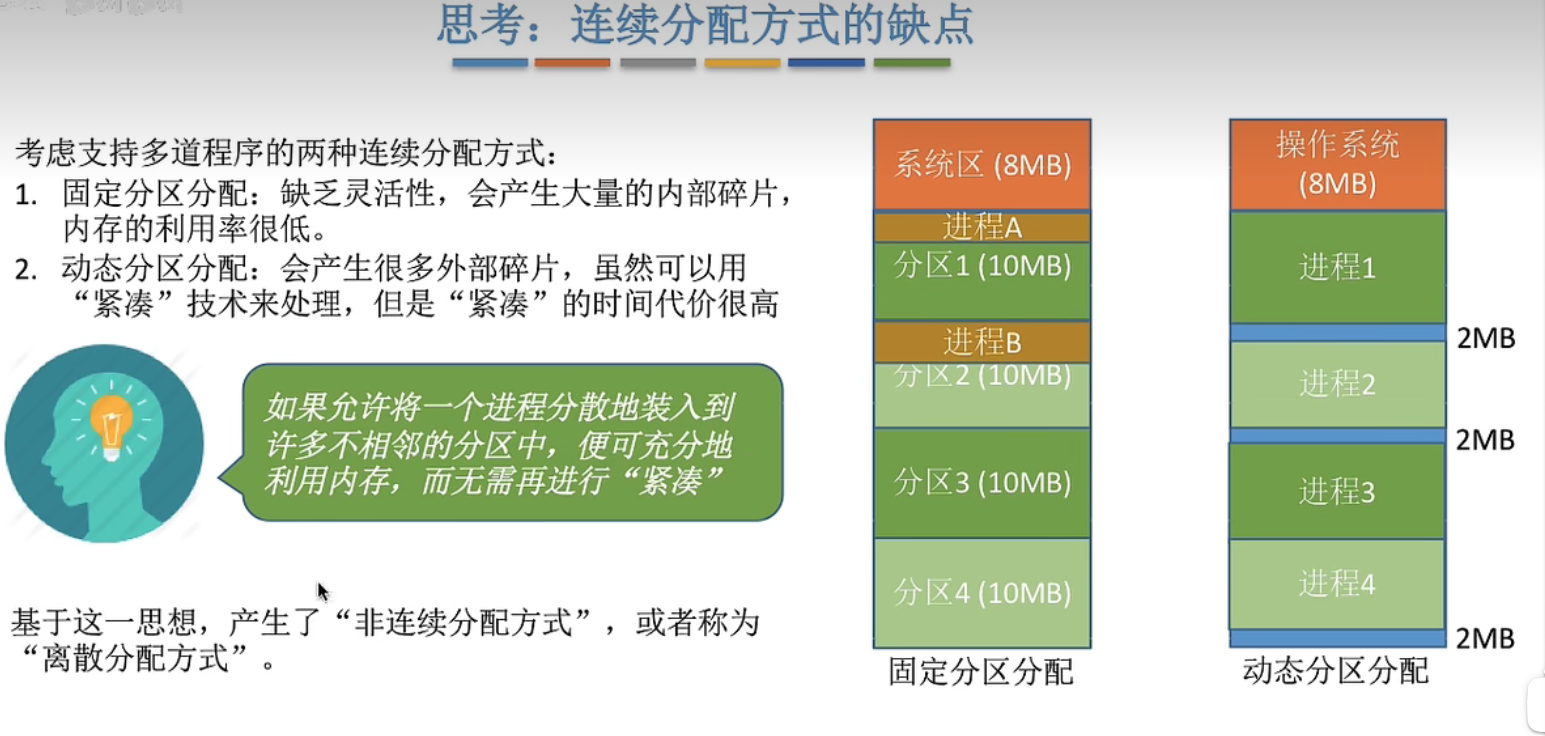 思考：连续分配方式的缺点
考虑支持多道程序的两种连续分配方式：
1. 固定分区分配：缺乏灵活性，会产生大量的内部碎片，
内存的利用率很低。
2. 动态分区分配：会产生很多外部碎片，虽然可以用
“紧凑”技术来处理，但是“紧凑”的时间代价很高
如果允许将一个进程分散地装入到
许多不相邻的分区中，便可充分地
利用内存，而无需再进行“紧凑”
基于这一思想，产生了“非连续分配方式”，或者称为
“离散分配方式”。
系统区 (8MB)
进程A
分区1 (10MB)
进程B
分区2 (10MB)
分区3 (10MB)
分区4 (10MB)
固定分区分配
操作系统
(8MB)
进程1
2MB
进程2
2MB
进程3
进程4
2MB
动态分区分配